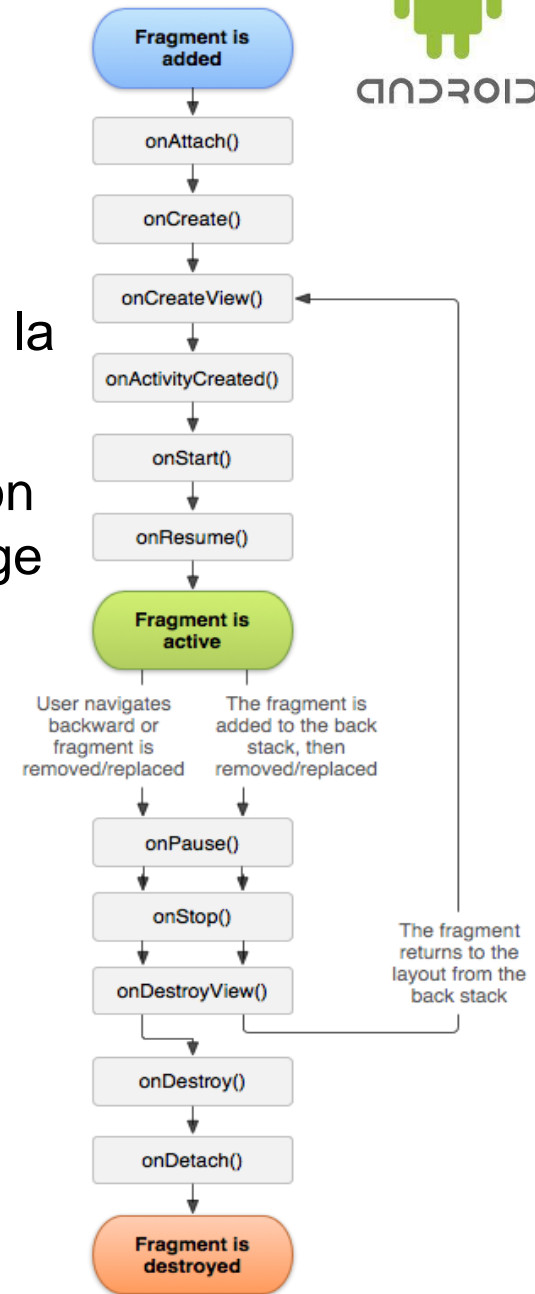 Fragment is
added
android
onAttach()
onCreate()
onCreateView()
la
onActivityCreated()
onStart()
on
ge
onResume()
Fragment is
active
User navigates
backward or
fragment is
removed/replaced
The fragment is
added to the back
stack, then
removed/replaced
onPause()
onStop()
The fragment
returns to the
layout from the
back stack
onDestroyView()
onDestroy()
onDetach()
Fragment is
destroyed